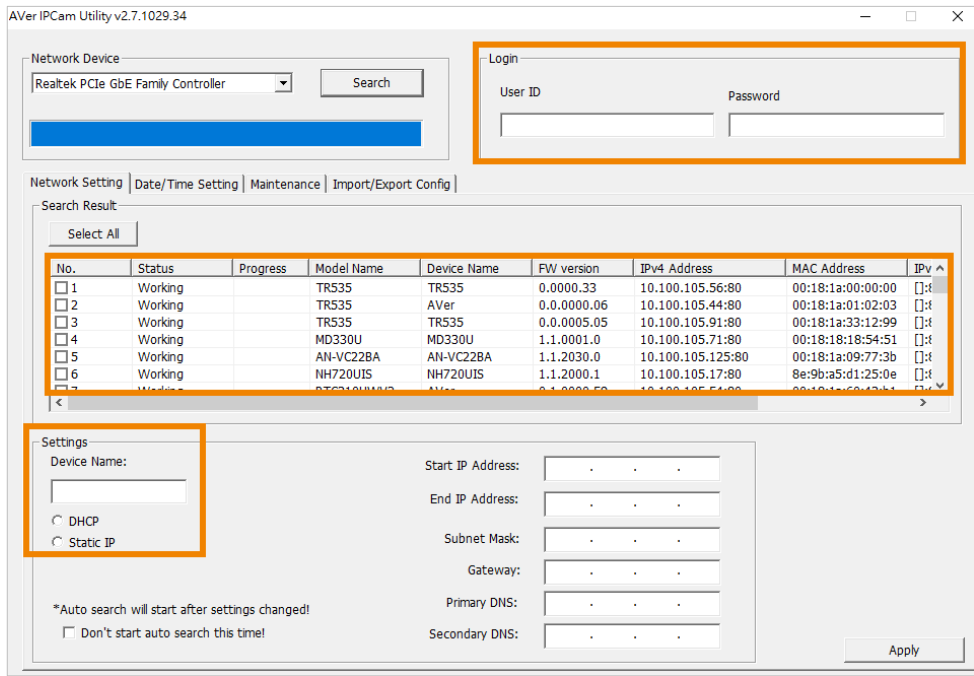 AVer IPCam Utility v2.7.1029.34
Network Device
Realtek PCIe GbE Family Controller
Search
Login
User ID
Password
Network Setting
Date/Time Setting
Maintenance
Import/Export Config
Search Result
Select All
No. Status Progress Model Name Device Name FW version IPv4 Address MAC Address IPv
1 Working TR535 TR535 0.0000.33 10.100.105.56:80 00:18:1a:00:00:00 []:
2 Working TR535 AVer 0.0.0000.06 10.100.105.44:80 00:18:1a:01:02:03 []:
3 Working TR535 TR535 0.0.0005.05 10.100.105.91:80 00:18:1a:33:12:99 []:
4 Working MD330U MD330U 1.1.0001.0 10.100.105.71:80 00:18:18:18:54:51 []:
5 Working AN-VC22BA AN-VC22BA 1.1.2030.0 10.100.105.125:80 00:18:1a:09:77:3b []:
6 Working NH720UIS NH720UIS 1.1.2000.1 10.100.105.17:80 8e:9b:a5:d1:25:0e []:
Settings
Device Name:
DHCP
Static IP
*Auto search will start after settings changed!
Don't start auto search this time!
Start IP Address:
End IP Address:
Subnet Mask:
Gateway:
Primary DNS:
Secondary DNS:
Apply